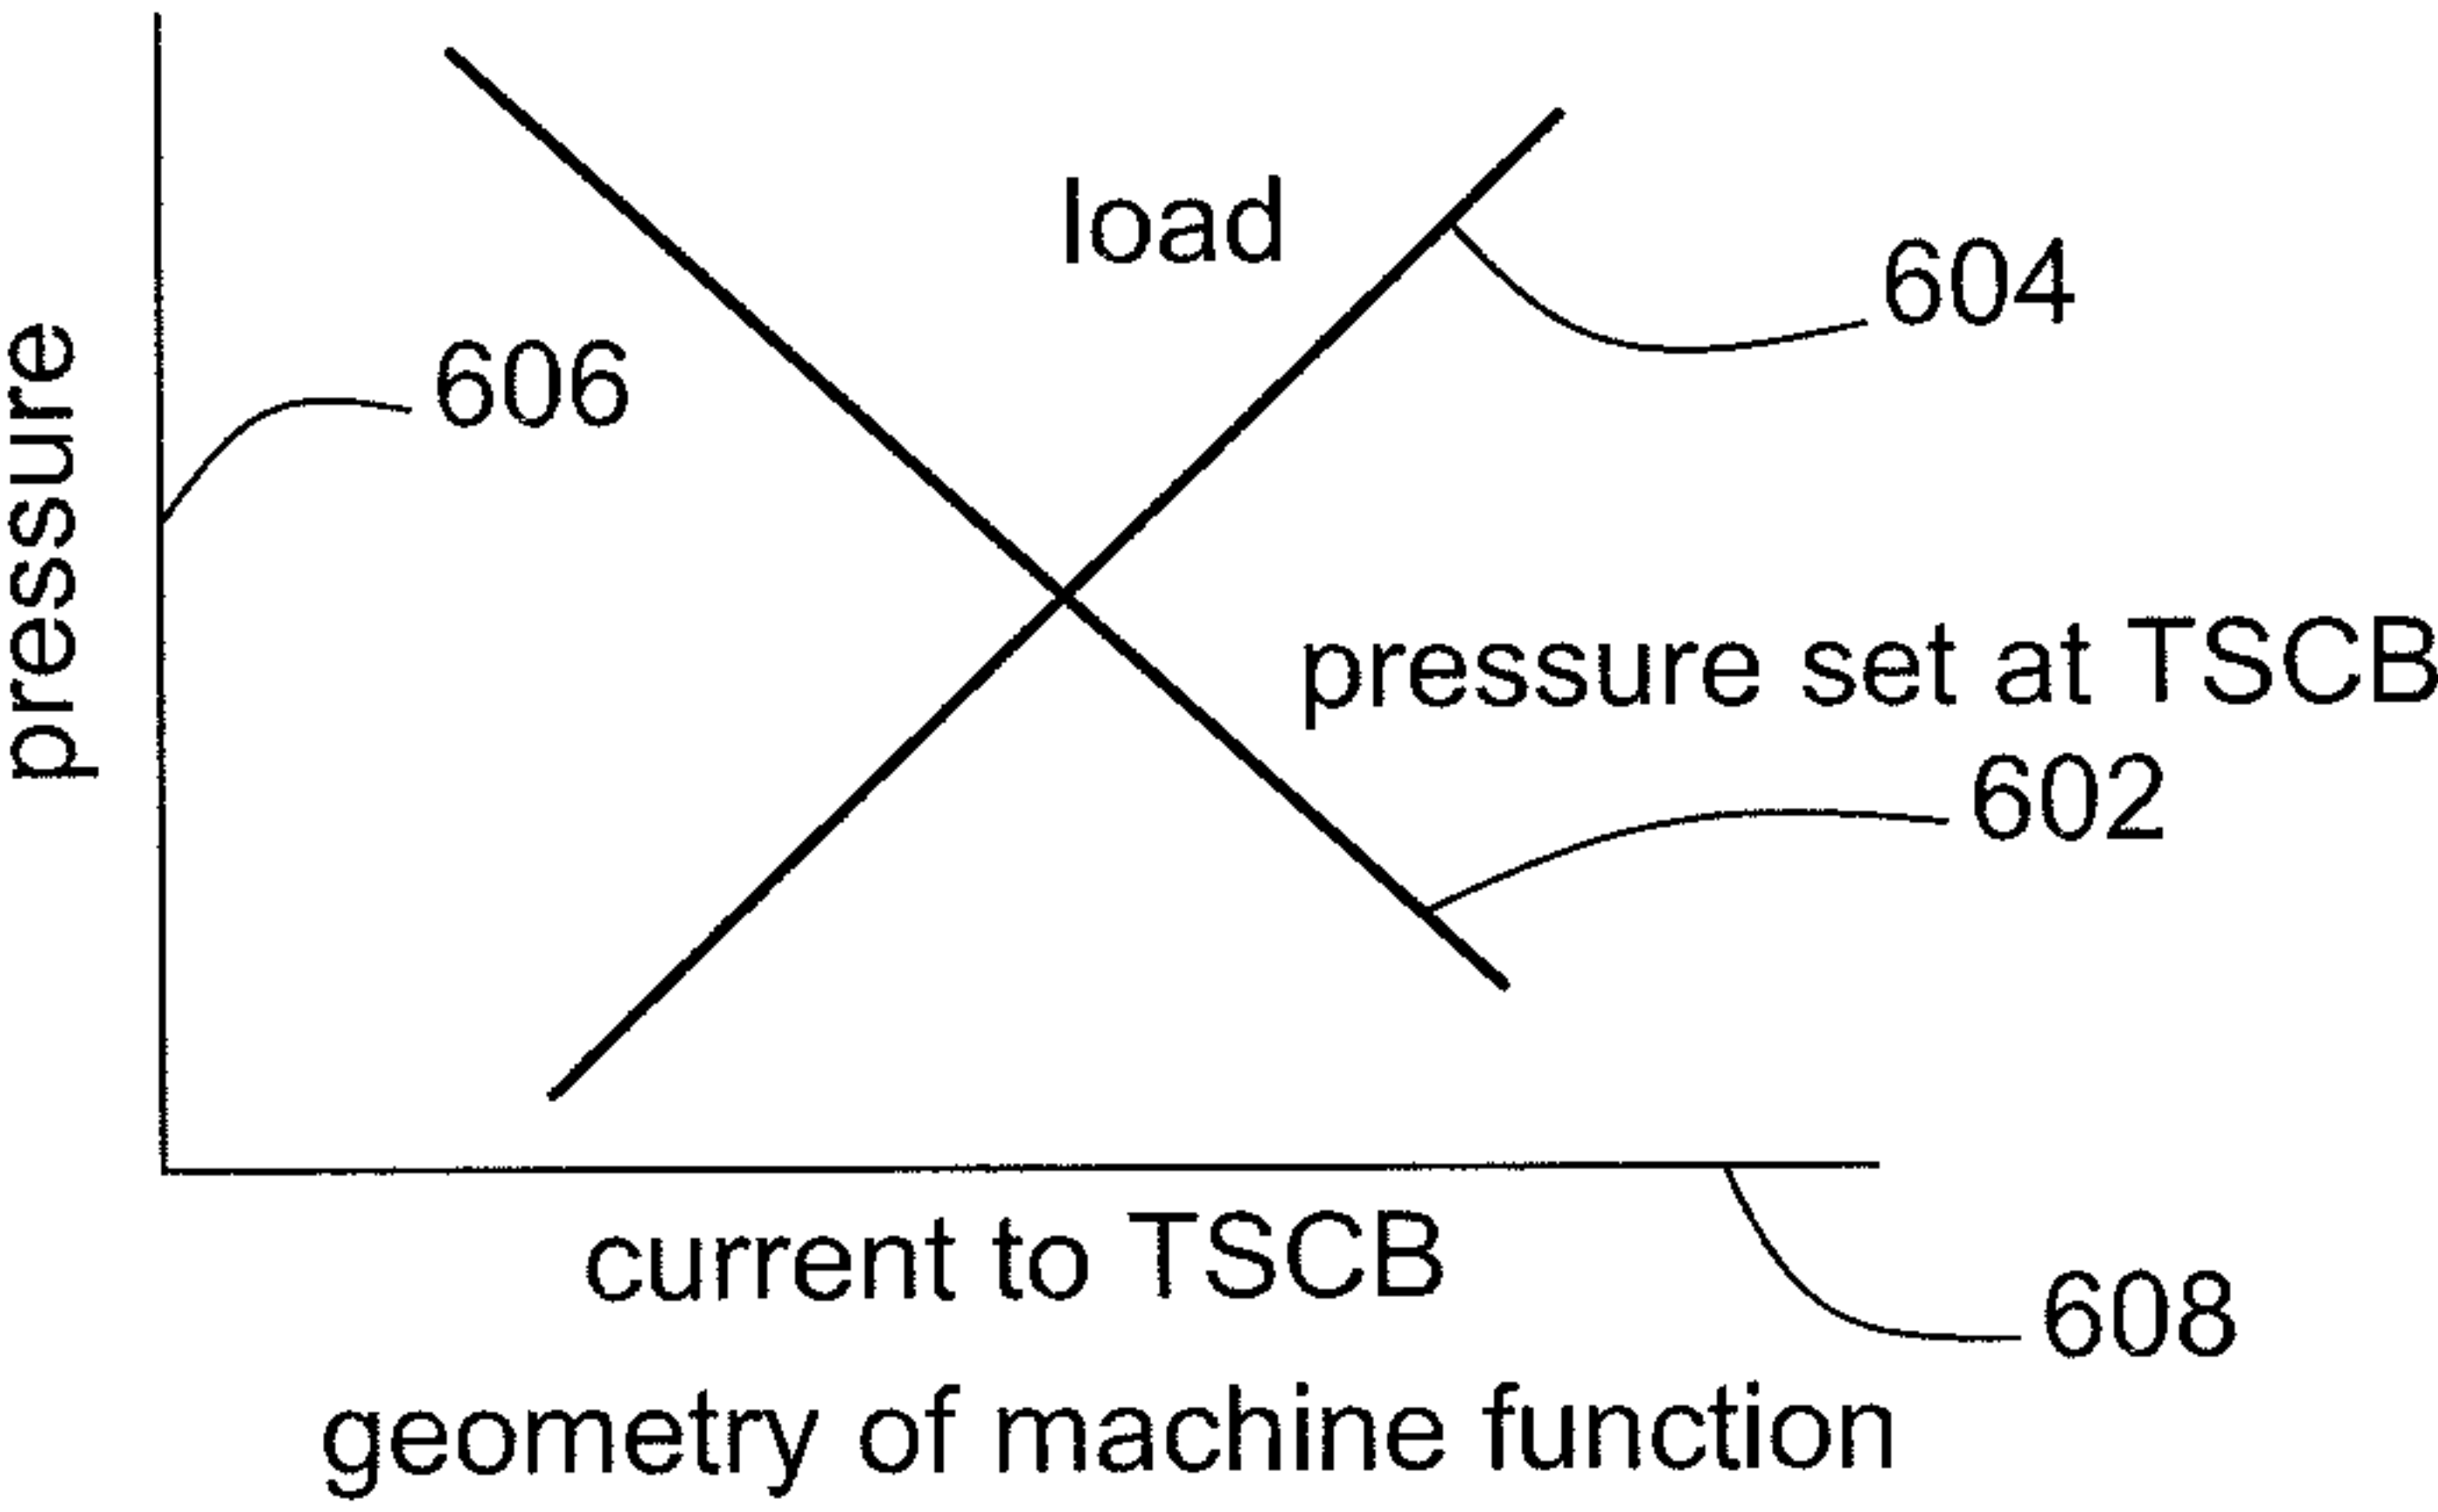 load
604
606
pressure
pressure set at TSCB
602
current to TSCB
608
geometry of machine function